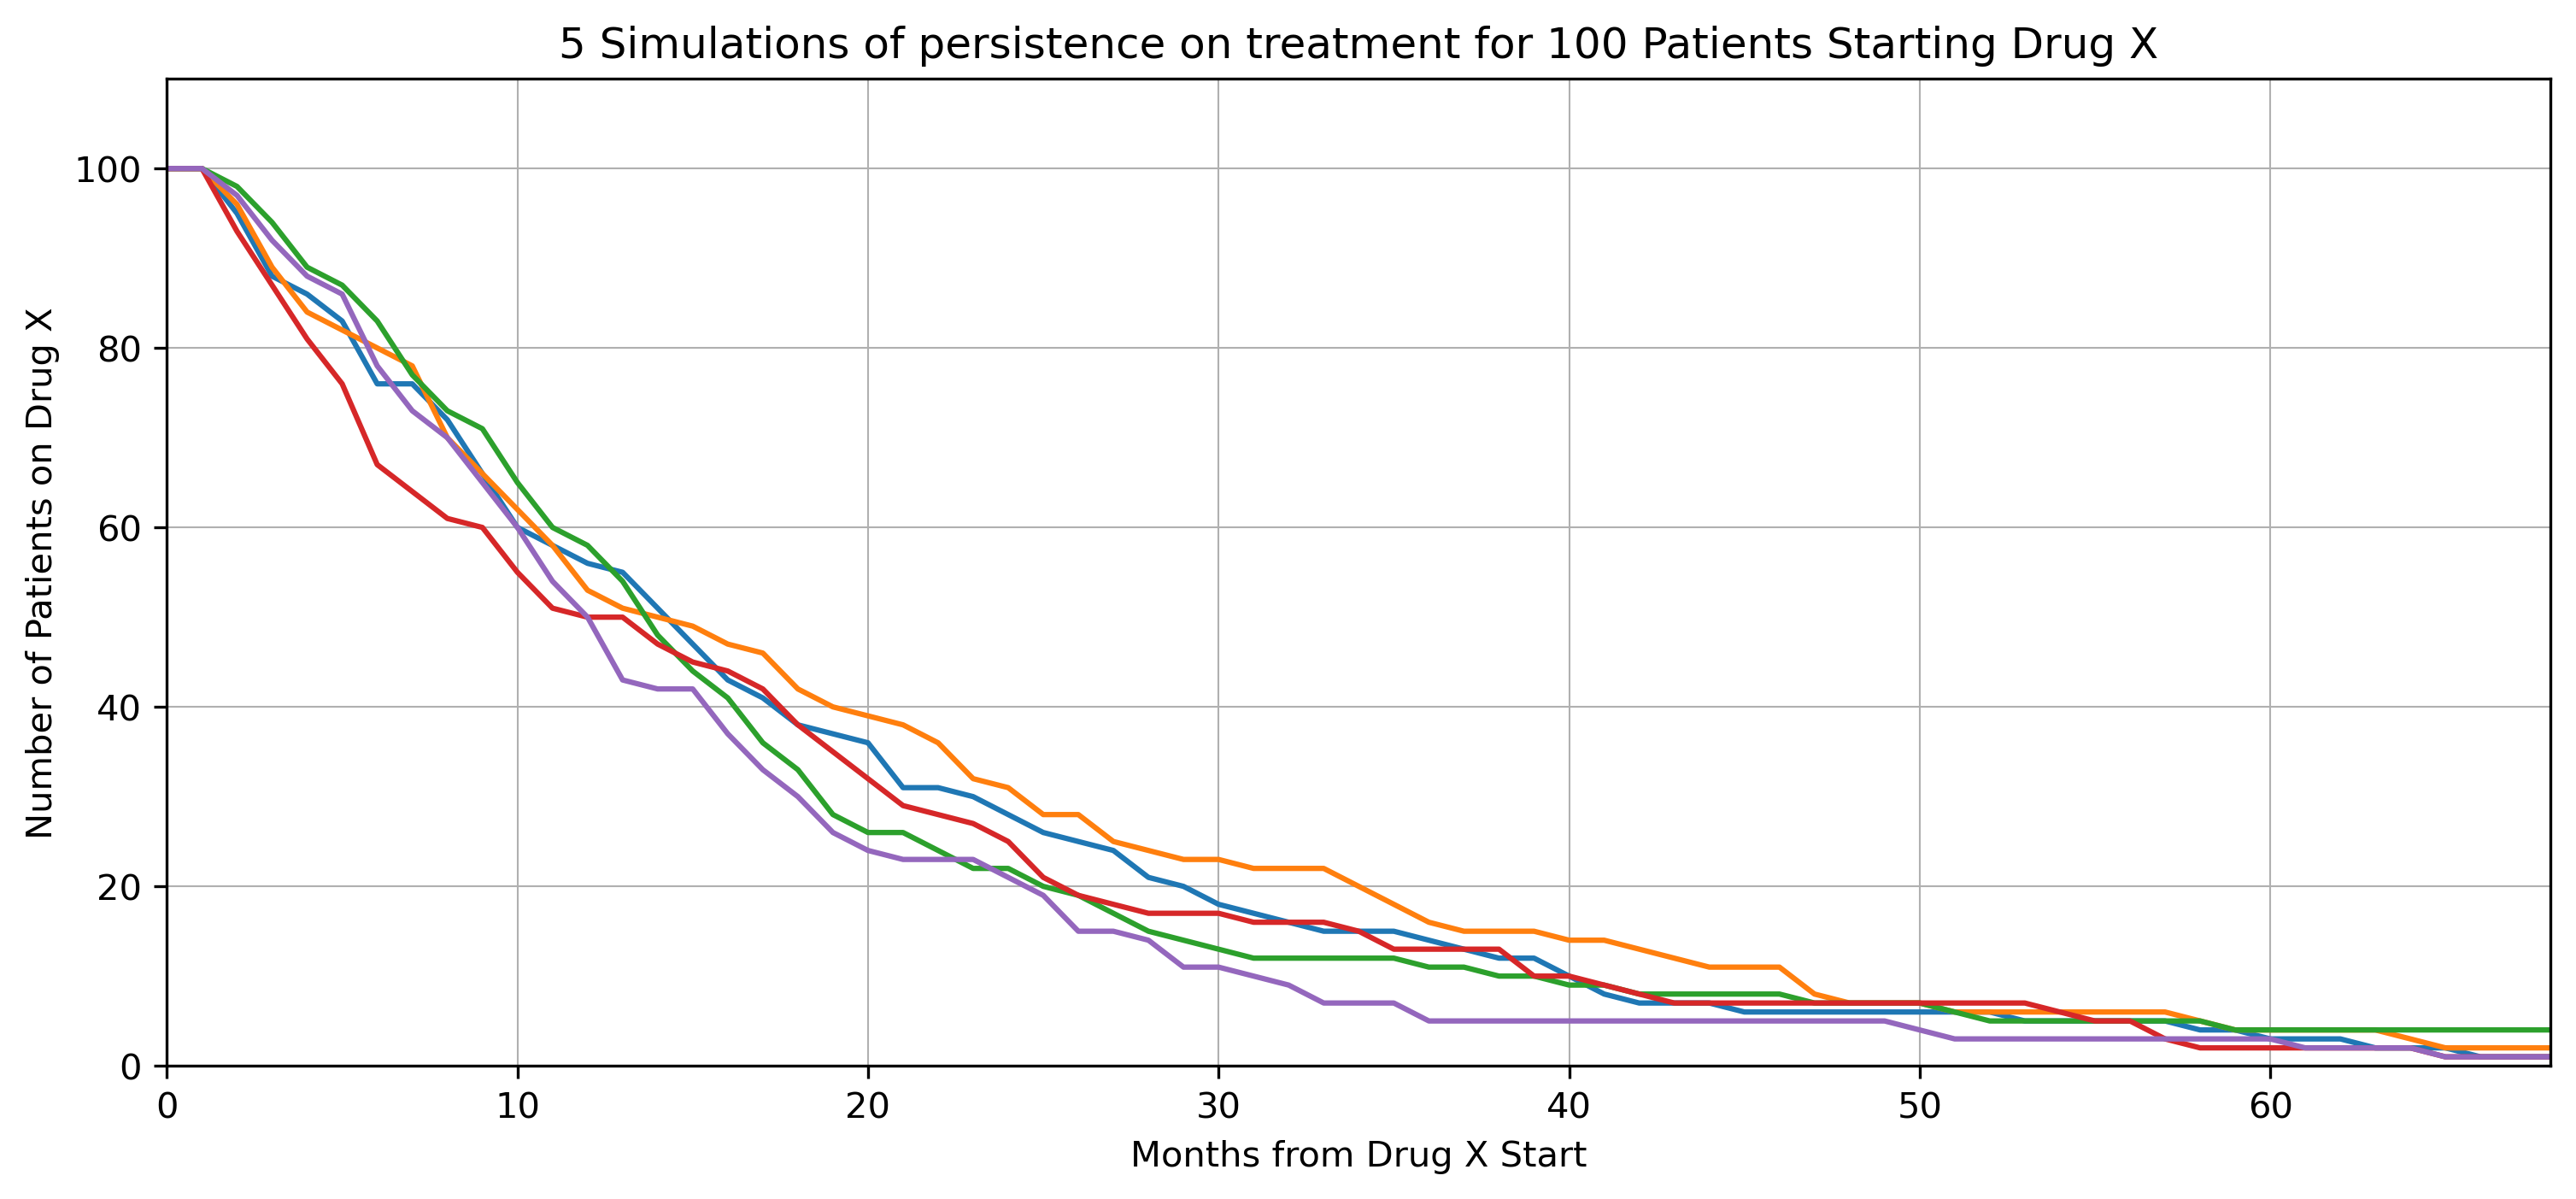 5 Simulations of persistence on treatment for 100 Patients Starting Drug X
Number of Patients on Drug X
100
80
60
40
20
0
0 10 20 30 40 50 60
Months from Drug X Start